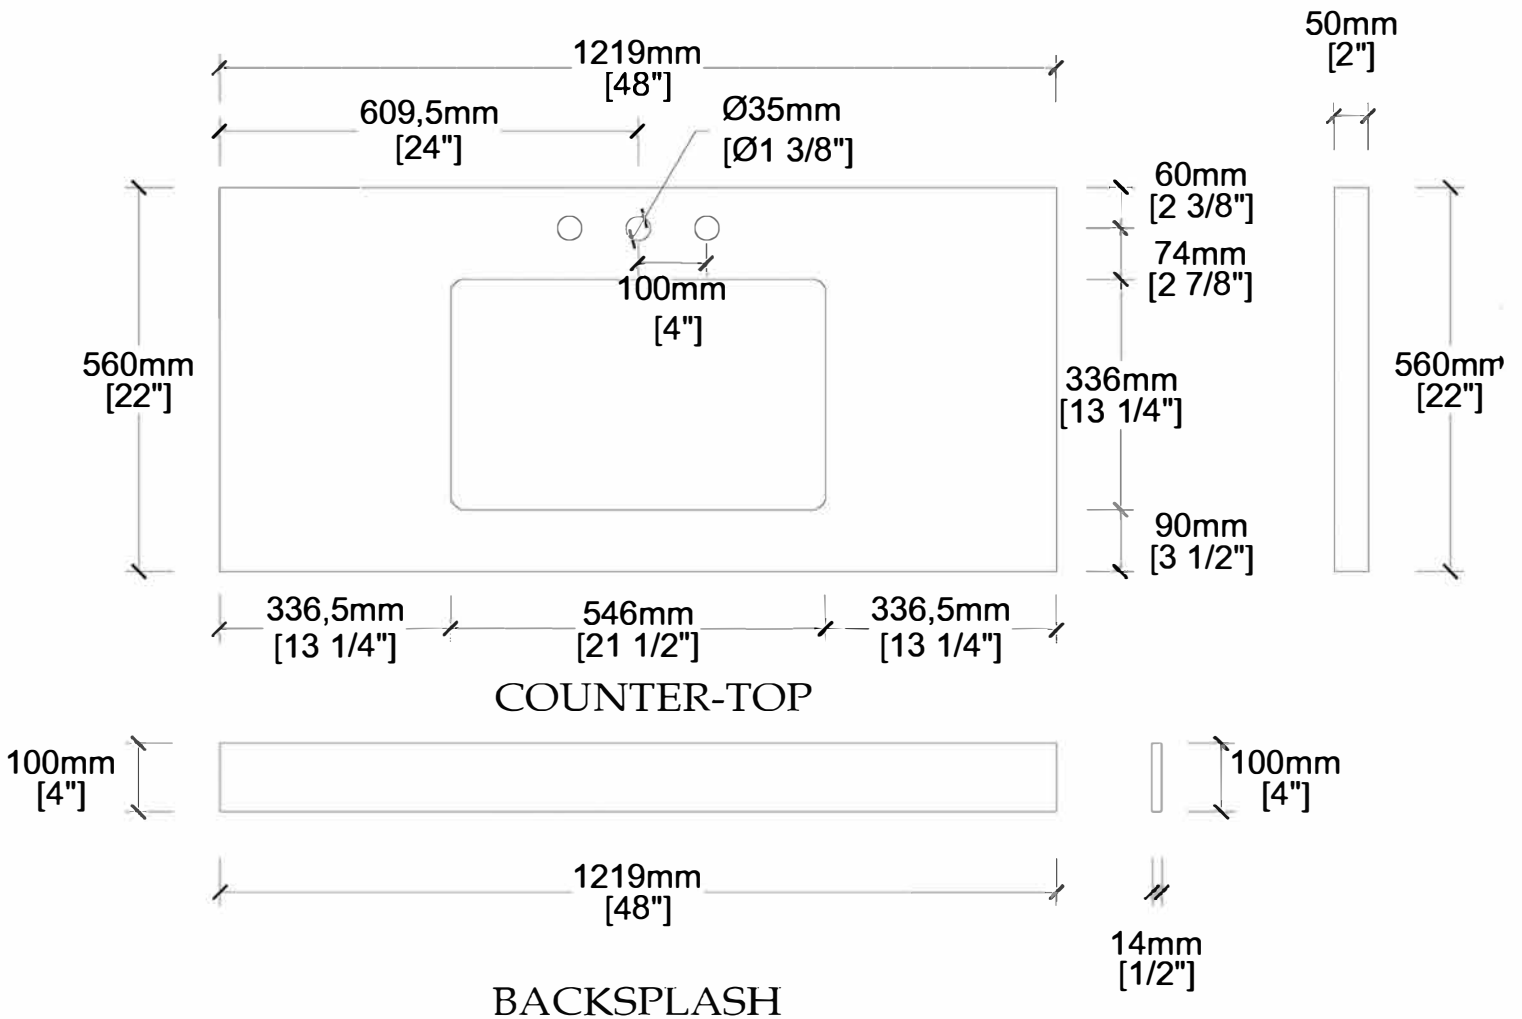 50mm
[2"]
1219mm
[48"]
609,5mm
[24"]
Ø35mm
[Ø1 3/8"]
60mm
[2 3/8"]
74mm
[2 7/8"]
100mm
[4"]
560mm
[22"]
336mm
[13 1/4"]
560mm
[22"]
90mm
[3 1/2"]
336,5mm
[13 1/4"]
546mm
[21 1/2"]
336,5mm
[13 1/4"]
COUNTER-TOP
100mm
[4"]
100mm
[4"]
1219mm
[48"]
14mm
[1/2"]
BACKSPLASH